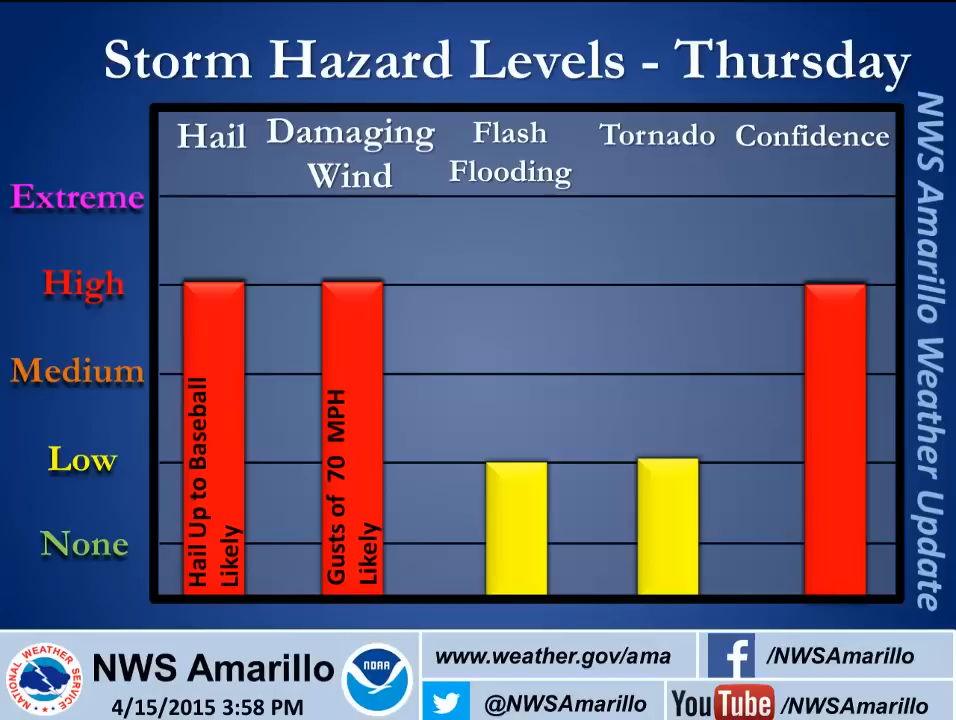 Storm Hazard Levels - Thursday
Hail
Damaging
Wind
Flash
Flooding
Tornado
Confidence
Extreme
High
Medium
Low
None
Hail Up to Baseball
Likely
Gusts of 70 MPH
Likely
NWS Amarillo Weather Update
NATIONAL WEATHER SERVICE
NWS Amarillo
4/15/2015 3:58 PM
NOAA
www.weather.gov/ama
@NWSAmarillo
f /NWSAmarillo
YouTube /NWSAmarillo